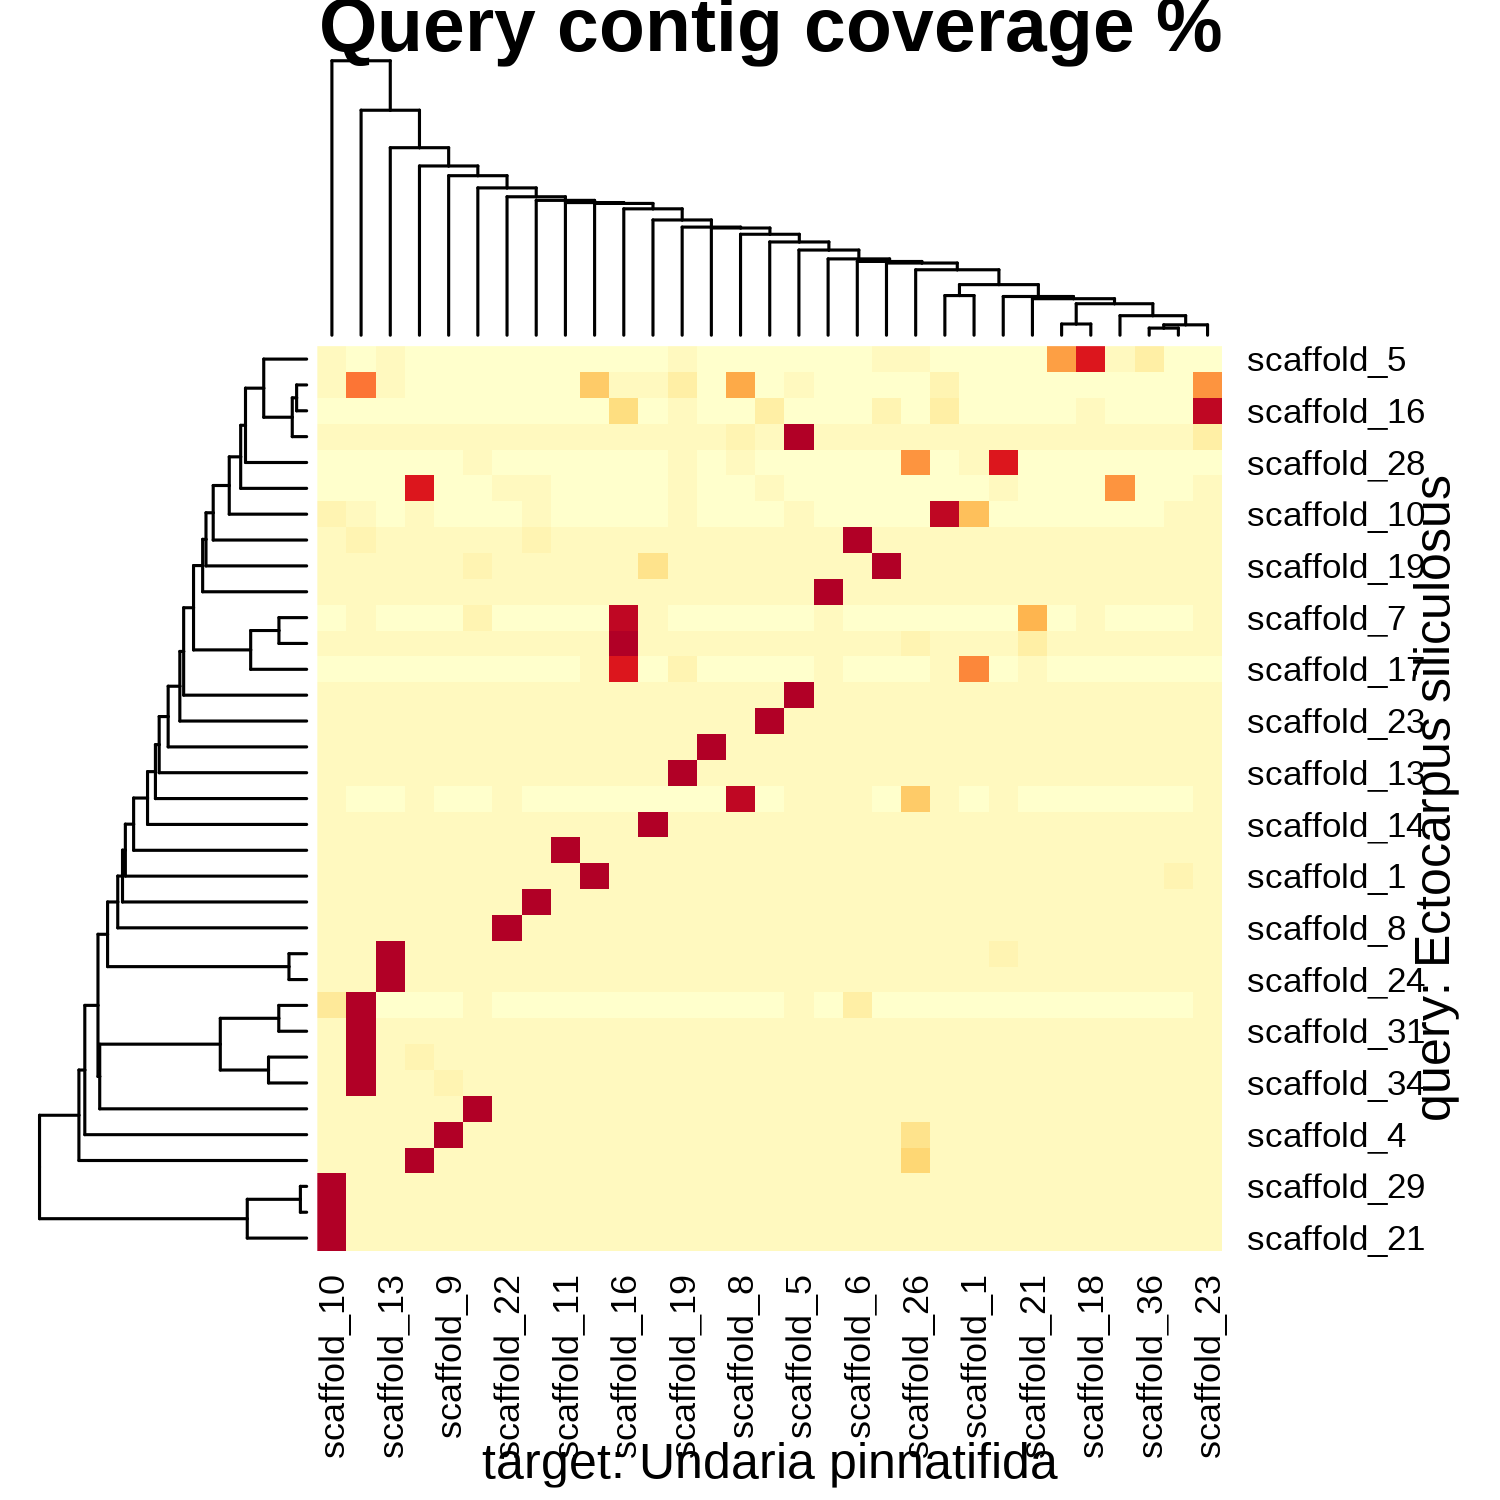 Query contig coverage %
scaffold_5
scaffold_16
scaffold_28
scaffold_10
scaffold_19
scaffold_7
scaffold_17
scaffold_23
scaffold_13
scaffold_14
scaffold_1
scaffold_8
scaffold_24
scaffold_31
scaffold_34
scaffold_4
scaffold_29
scaffold_21
query: Ectocarpus siliculosus
scaffold_10
scaffold_13
scaffold_9
scaffold_22
scaffold_11
scaffold_16
scaffold_19
scaffold_8
scaffold_5
scaffold_6
scaffold_26
scaffold_1
scaffold_21
scaffold_18
scaffold_36
scaffold_23
target: Undaria pinnatifida